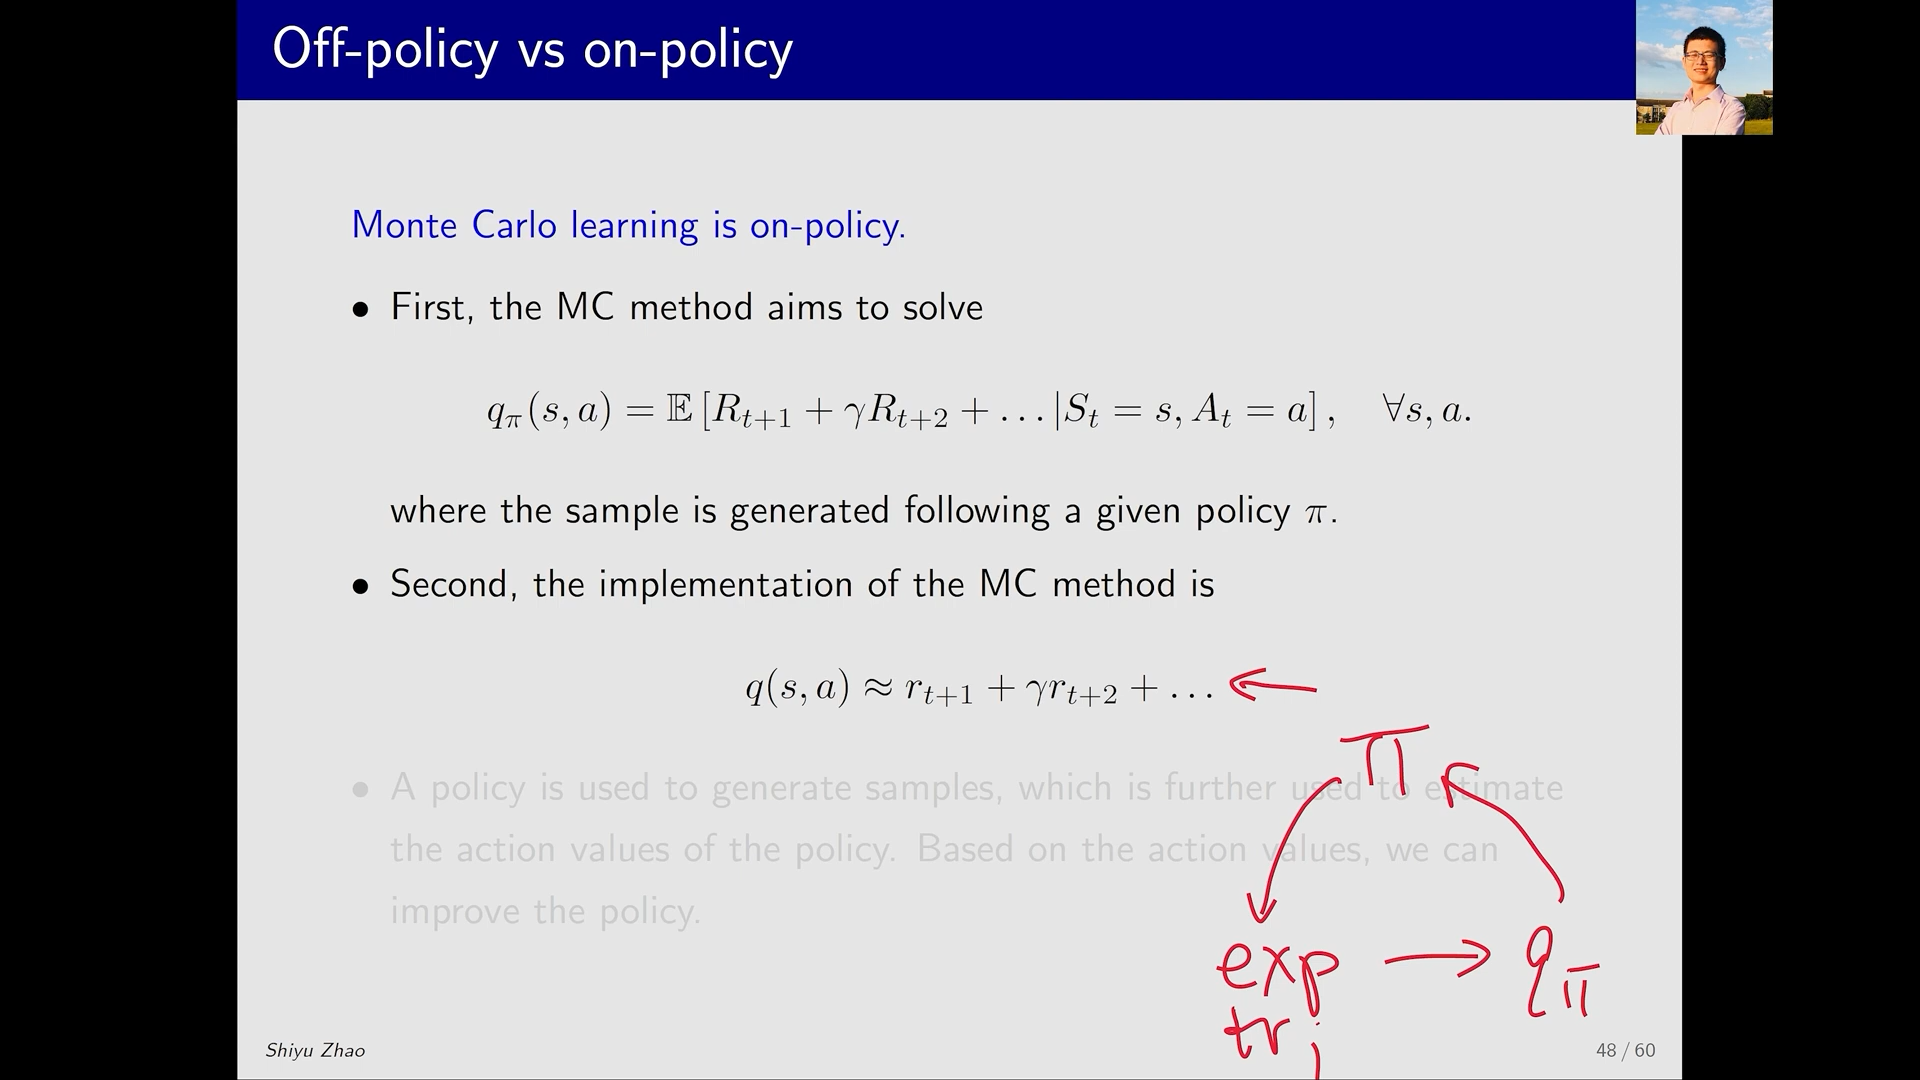 Off-policy vs on-policy
Monte Carlo learning is on-policy.
• First, the MC method aims to solve
qπ(s, a) = 𝔼 [Rt+1 + γRt+2 + . . . |St = s, At = a] , ∀s, a.
where the sample is generated following a given policy π.
• Second, the implementation of the MC method is
q(s, a) ≈ rt+1 + γrt+2 + . . . ←
π
• A policy is used to generate samples, which is further used to estimate
the action values of the policy. Based on the action values, we can
improve the policy.
exp → qπ
trj
Shiyu Zhao
48 / 60